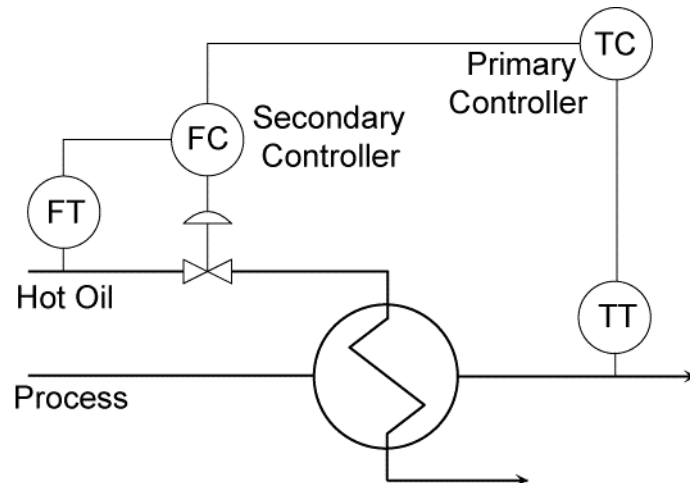 TC
Primary
Controller
FC
Secondary
Controller
FT
Hot Oil
TT
Process